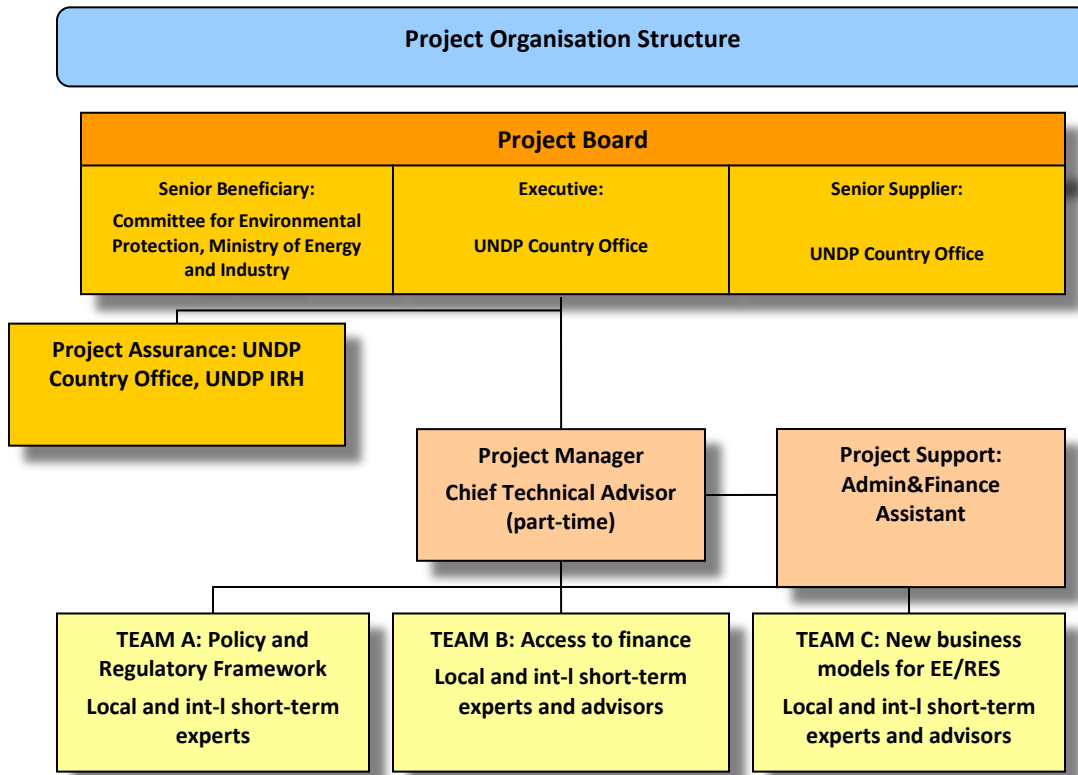 Project Organisation Structure
Project Board
Senior Beneficiary:
Committee for Environmental
Protection, Ministry of Energy
and Industry
Executive:
UNDP Country Office
Senior Supplier:
UNDP Country Office
Project Assurance: UNDP
Country Office, UNDP IRH
Project Manager
Chief Technical Advisor
(part-time)
Project Support:
Admin&Finance
Assistant
TEAM A: Policy and
Regulatory Framework
Local and int-l short-term
experts
TEAM B: Access to finance
Local and int-l short-term
experts and advisors
TEAM C: New business
models for EE/RES
Local and int-l short-term
experts and advisors